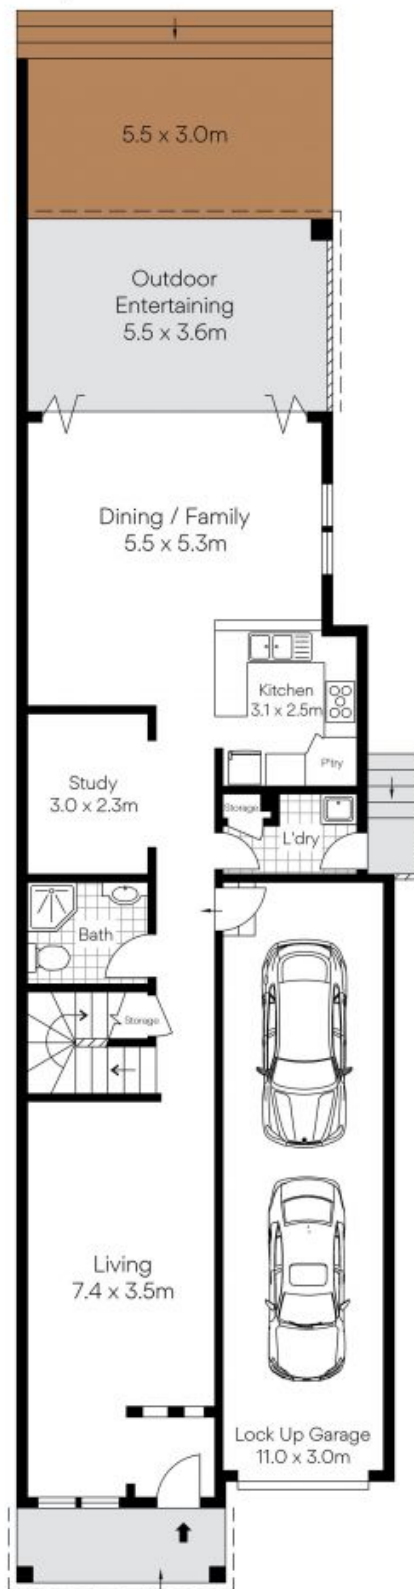 5.5 x 3.0m
Outdoor
Entertaining
5.5 x 3.6m
Dining / Family
5.5 x 5.3m
Kitchen
3.1 x 2.5m
P'try
Study
3.0 x 2.3m
Storage
L'dry
Bath
Storage
Living
7.4 x 3.5m
Lock Up Garage
11.0 x 3.0m